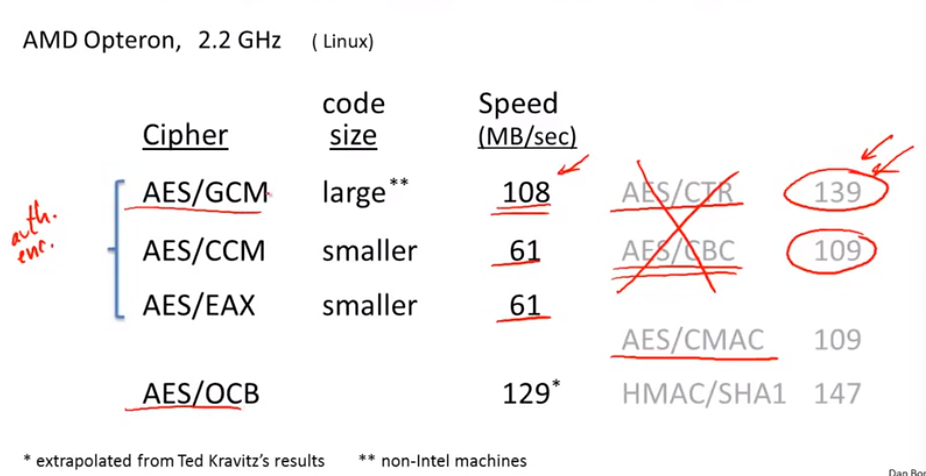 AMD Opteron, 2.2 GHz ( Linux)
code Speed
Cipher size (MB/sec)
AES/GCM large** 108 AES/CTR 139
auth.
enc.
AES/CCM smaller 61 AES/CBC 109
AES/EAX smaller 61
AES/CMAC 109
AES/OCB 129* HMAC/SHA1 147
* extrapolated from Ted Kravitz's results ** non-Intel machines
Dan Bon